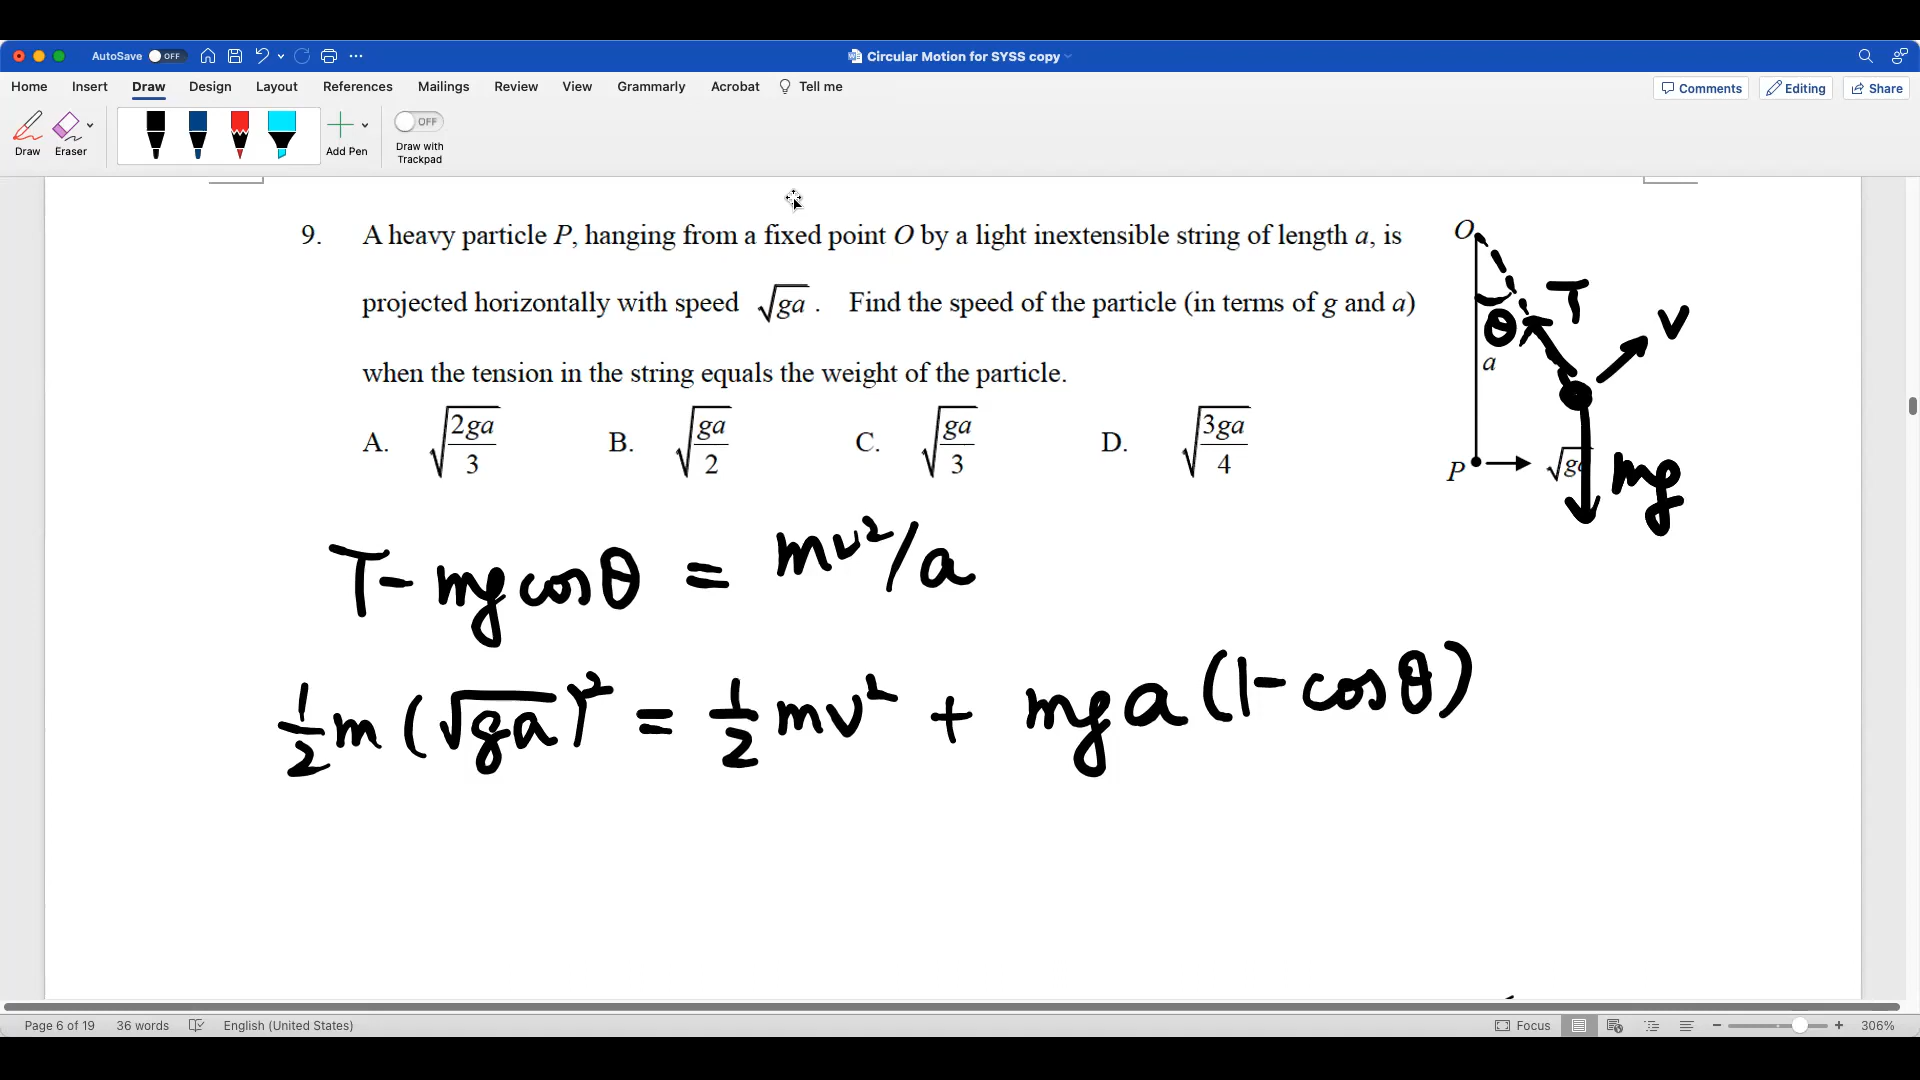 AutoSave OFF
Circular Motion for SYSS copy
Home Insert Draw Design Layout References Mailings Review View Grammarly Acrobat Tell me
Comments Editing Share
Draw Eraser Add Pen OFF Draw with Trackpad
9. A heavy particle P, hanging from a fixed point O by a light inextensible string of length a, is
projected horizontally with speed √ga . Find the speed of the particle (in terms of g and a)
when the tension in the string equals the weight of the particle.
A. √(2ga/3) B. √(ga/2) C. √(ga/3) D. √(3ga/4)
O
T
v
θ
a
P
√ga
mg
T - mg cosθ = mv²/a
½m(√ga)² = ½mv² + mga(1 - cosθ)
Page 6 of 19 36 words English (United States) Focus 306%